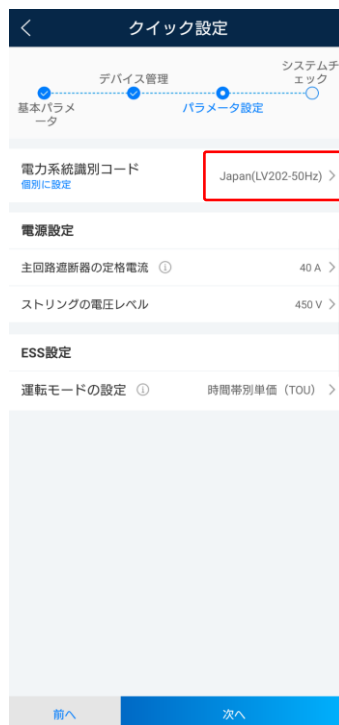 クイック設定
デバイス管理
システムチ
ェック
基本パラメ
ータ
パラメータ設定
電力系統識別コード
個別に設定
Japan(LV202-50Hz)
電源設定
主回路遮断器の定格電流
40 A
ストリングの電圧レベル
450 V
ESS設定
運転モードの設定
時間帯別単価（TOU）
前へ
次へ